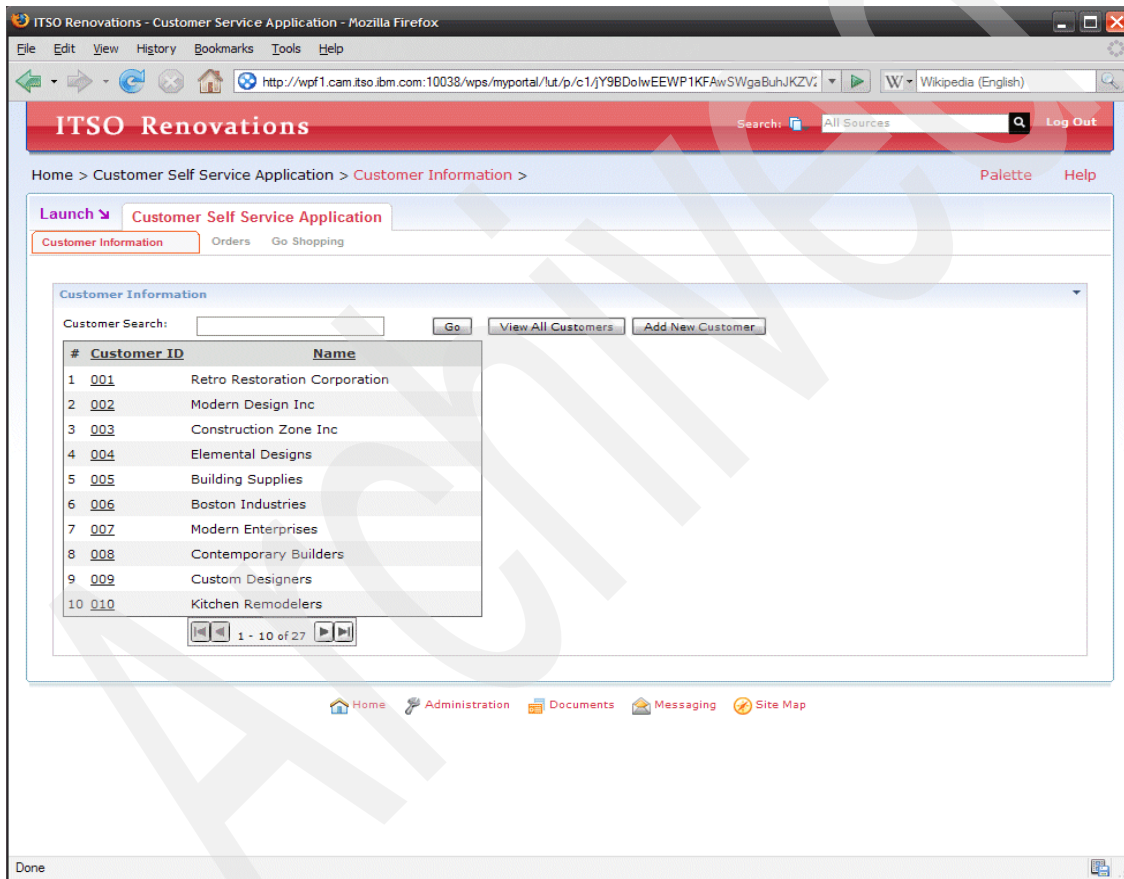 ITSO Renovations - Customer Service Application - Mozilla Firefox
File Edit View History Bookmarks Tools Help
http://wpf1.cam.itso.ibm.com:10038/wps/myportal/!ut/p/c1/jY9BDoIwEEWP1KFAwSWgaBuhJKZV
W Wikipedia (English)
ITSO Renovations
Search: All Sources Log Out
Home > Customer Self Service Application > Customer Information > Palette Help
Launch Customer Self Service Application
Customer Information Orders Go Shopping
Customer Information
Customer Search: Go View All Customers Add New Customer
# Customer ID Name
1 001 Retro Restoration Corporation
2 002 Modern Design Inc
3 003 Construction Zone Inc
4 004 Elemental Designs
5 005 Building Supplies
6 006 Boston Industries
7 007 Modern Enterprises
8 008 Contemporary Builders
9 009 Custom Designers
10 010 Kitchen Remodelers
1 - 10 of 27
Home Administration Documents Messaging Site Map
Done